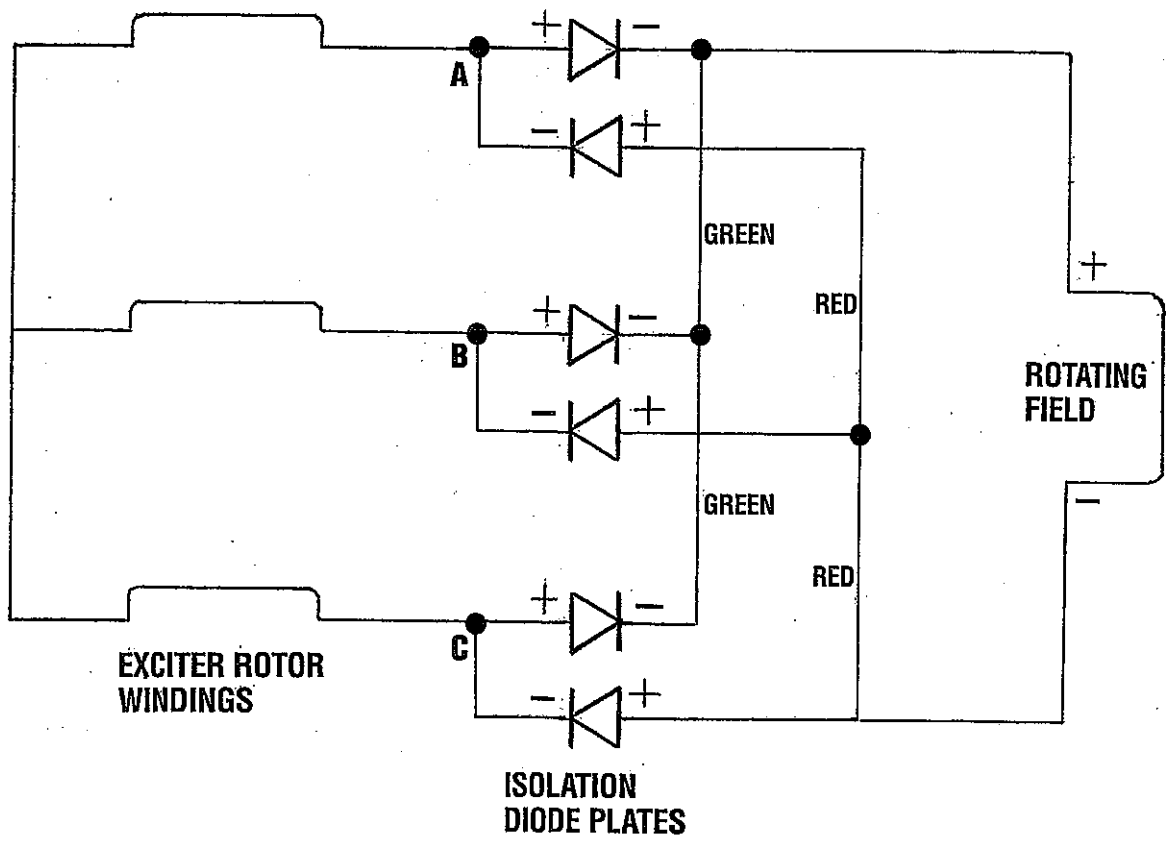 + −
A
− +
GREEN
+
RED
+ −
B
ROTATING
FIELD
− +
−
GREEN
RED
+ −
C
EXCITER ROTOR
WINDINGS
− +
ISOLATION
DIODE PLATES